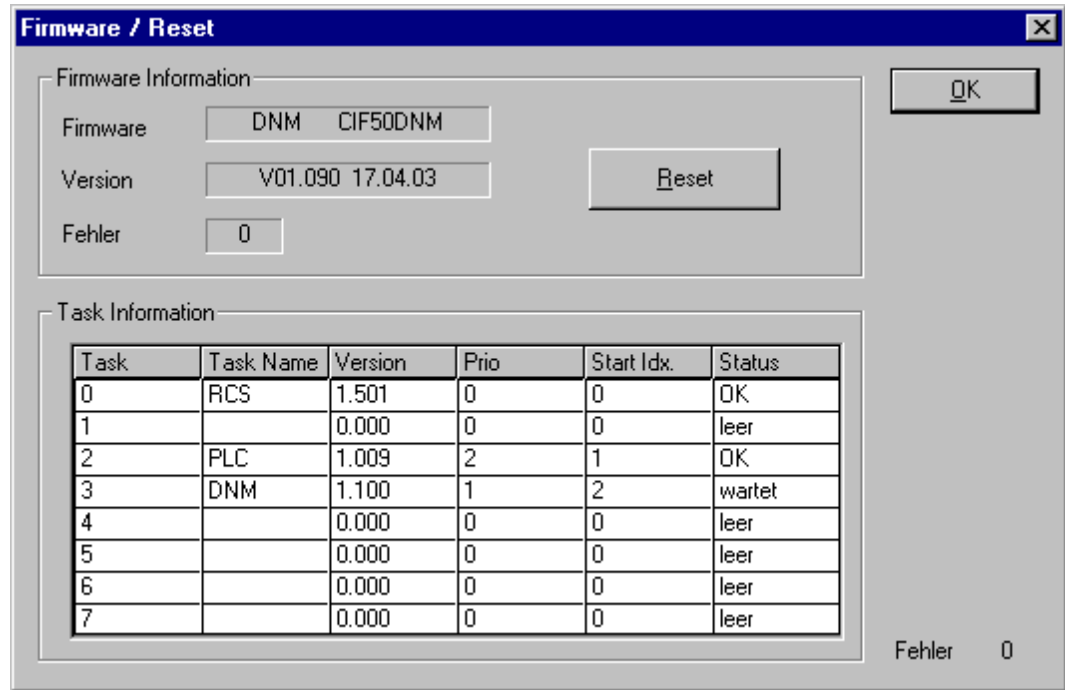 Firmware / Reset
Firmware Information
OK
Firmware DNM CIF50DNM
Version V01.090 17.04.03
Reset
Fehler 0
Task Information
Task Task Name Version Prio Start Idx. Status
0 RCS 1.501 0 0 OK
1 0.000 0 0 leer
2 PLC 1.009 2 1 OK
3 DNM 1.100 1 2 wartet
4 0.000 0 0 leer
5 0.000 0 0 leer
6 0.000 0 0 leer
7 0.000 0 0 leer
Fehler 0